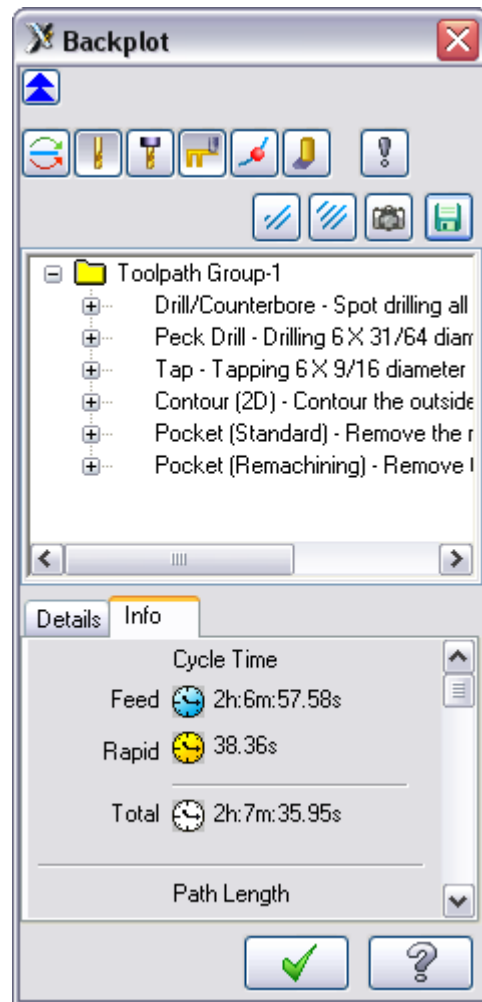 Backplot
Toolpath Group-1
Drill/Counterbore - Spot drilling all
Peck Drill - Drilling 6 X 31/64 diam
Tap - Tapping 6 X 9/16 diameter
Contour (2D) - Contour the outside
Pocket (Standard) - Remove the
Pocket (Remachining) - Remove
Details Info
Cycle Time
Feed 2h:6m:57.58s
Rapid 38.36s
Total 2h:7m:35.95s
Path Length